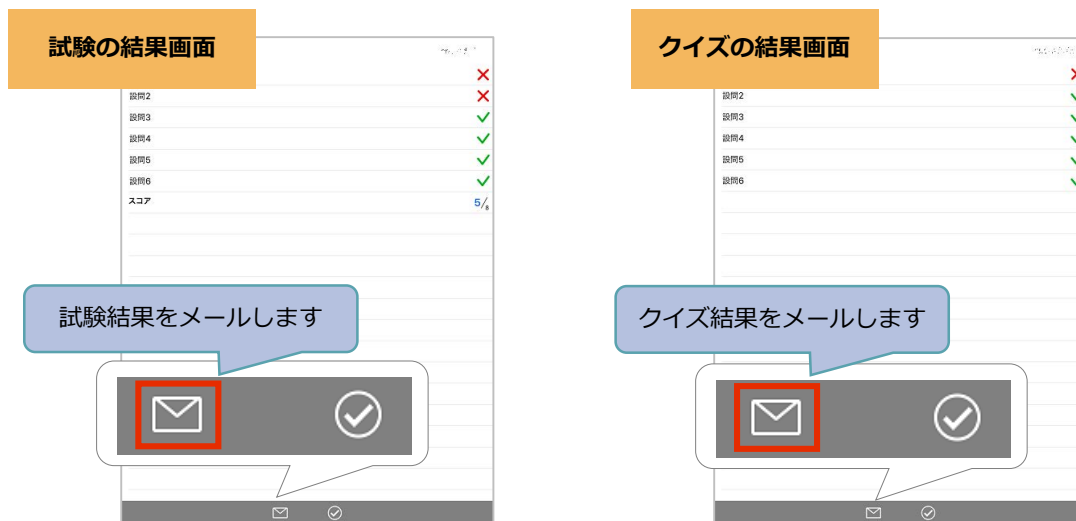 試験の結果画面
設問2
設問3
設問4
設問5
設問6
スコア
5/8
試験結果をメールします
クイズの結果画面
設問2
設問3
設問4
設問5
設問6
クイズ結果をメールします